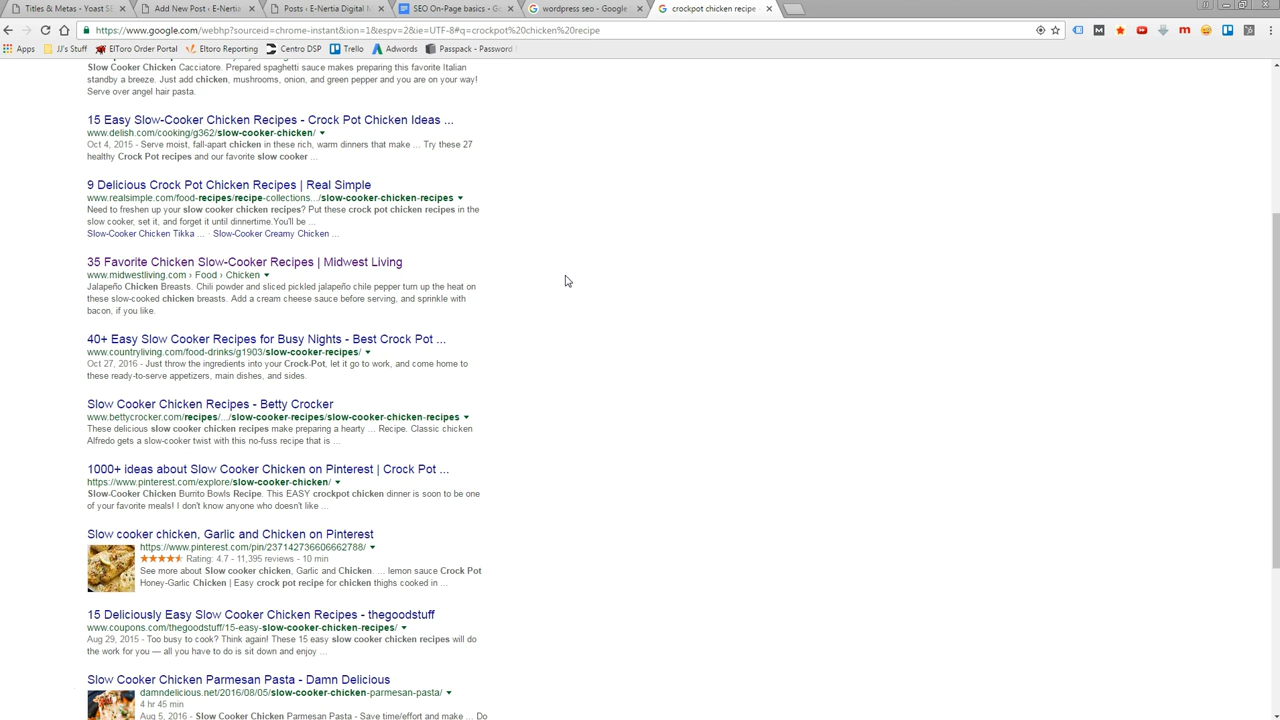 Titles & Metas - Yoast S
Add New Post - E-Nertia
Posts - E-Nertia Digital
SEO On-Page basics - G
wordpress seo - Google
crockpot chicken recipe
https://www.google.com/webhp?sourceid=chrome-instant&ion=1&espv=2&ie=UTF-8#q=crockpot%20chicken%20recipe
Apps JJ's Stuff ElToro Order Portal Eltoro Reporting Centro DSP Trello Adwords Passpack - Password
Slow Cooker Chicken Cacciatore. Prepared spaghetti sauce makes preparing this favorite Italian
standby a breeze. Just add chicken, mushrooms, onion, and green pepper and you are on your way!
Serve over angel hair pasta.
15 Easy Slow-Cooker Chicken Recipes - Crock Pot Chicken Ideas ...
www.delish.com/cooking/g362/slow-cooker-chicken/
Oct 4, 2015 - Serve moist, fall-apart chicken in these rich, warm dinners that make ... Try these 27
healthy Crock Pot recipes and our favorite slow cooker ...
9 Delicious Crock Pot Chicken Recipes | Real Simple
www.realsimple.com/food-recipes/recipe-collections.../slow-cooker-chicken-recipes
Need to freshen up your slow cooker chicken recipes? Put these crock pot chicken recipes in the
slow cooker, set it, and forget it until dinnertime.You'll be ...
Slow-Cooker Chicken Tikka ... · Slow-Cooker Creamy Chicken ...
35 Favorite Chicken Slow-Cooker Recipes | Midwest Living
www.midwestliving.com › Food › Chicken
Jalapeño Chicken Breasts. Chili powder and sliced pickled jalapeño chile pepper turn up the heat on
these slow-cooked chicken breasts. Add a cream cheese sauce before serving, and sprinkle with
bacon, if you like.
40+ Easy Slow Cooker Recipes for Busy Nights - Best Crock Pot ...
www.countryliving.com/food-drinks/g1903/slow-cooker-recipes/
Oct 27, 2016 - Just throw the ingredients into your Crock-Pot, let it go to work, and come home to
these ready-to-serve appetizers, main dishes, and sides.
Slow Cooker Chicken Recipes - Betty Crocker
www.bettycrocker.com/recipes/.../slow-cooker-recipes/slow-cooker-chicken-recipes
These delicious slow cooker chicken recipes make preparing a hearty ... Recipe. Classic chicken
Alfredo gets a slow-cooker twist with this no-fuss recipe that is ...
1000+ ideas about Slow Cooker Chicken on Pinterest | Crock Pot ...
https://www.pinterest.com/explore/slow-cooker-chicken/
Slow-Cooker Chicken Burrito Bowls Recipe. This EASY crockpot chicken dinner is soon to be one
of your favorite meals! I don't know anyone who doesn't like ...
Slow cooker chicken, Garlic and Chicken on Pinterest
https://www.pinterest.com/pin/237142736606662788/
Rating: 4.7 - 11,395 reviews - 10 min
See more about Slow cooker chicken, Garlic and Chicken. ... lemon sauce Crock Pot
Honey-Garlic Chicken | Easy crock pot recipe for chicken thighs cooked in ...
15 Deliciously Easy Slow Cooker Chicken Recipes - thegoodstuff
www.coupons.com/thegoodstuff/15-easy-slow-cooker-chicken-recipes/
Aug 29, 2015 - Too busy to cook? Think again! These 15 easy slow cooker chicken recipes will do
the work for you — all you have to do is sit down and enjoy ...
Slow Cooker Chicken Parmesan Pasta - Damn Delicious
damndelicious.net/2016/08/05/slow-cooker-chicken-parmesan-pasta/
4 hr 45 min
Aug 5, 2016 - Slow Cooker Chicken Parmesan Pasta - Save time/effort and make ... Do